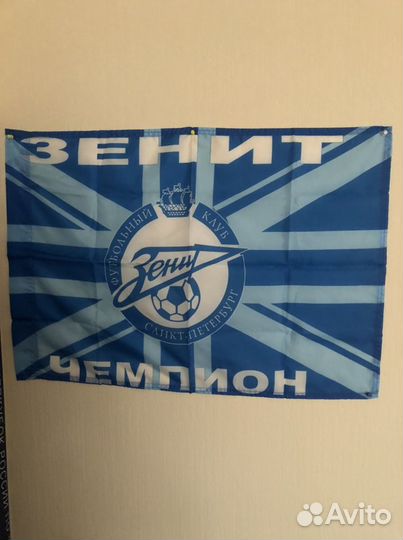 ЗЕНИТ
ФУТБОЛЬНЫЙ КЛУБ
Зенит
САНКТ-ПЕТЕРБУРГ
ЧЕМПИОН
Avito